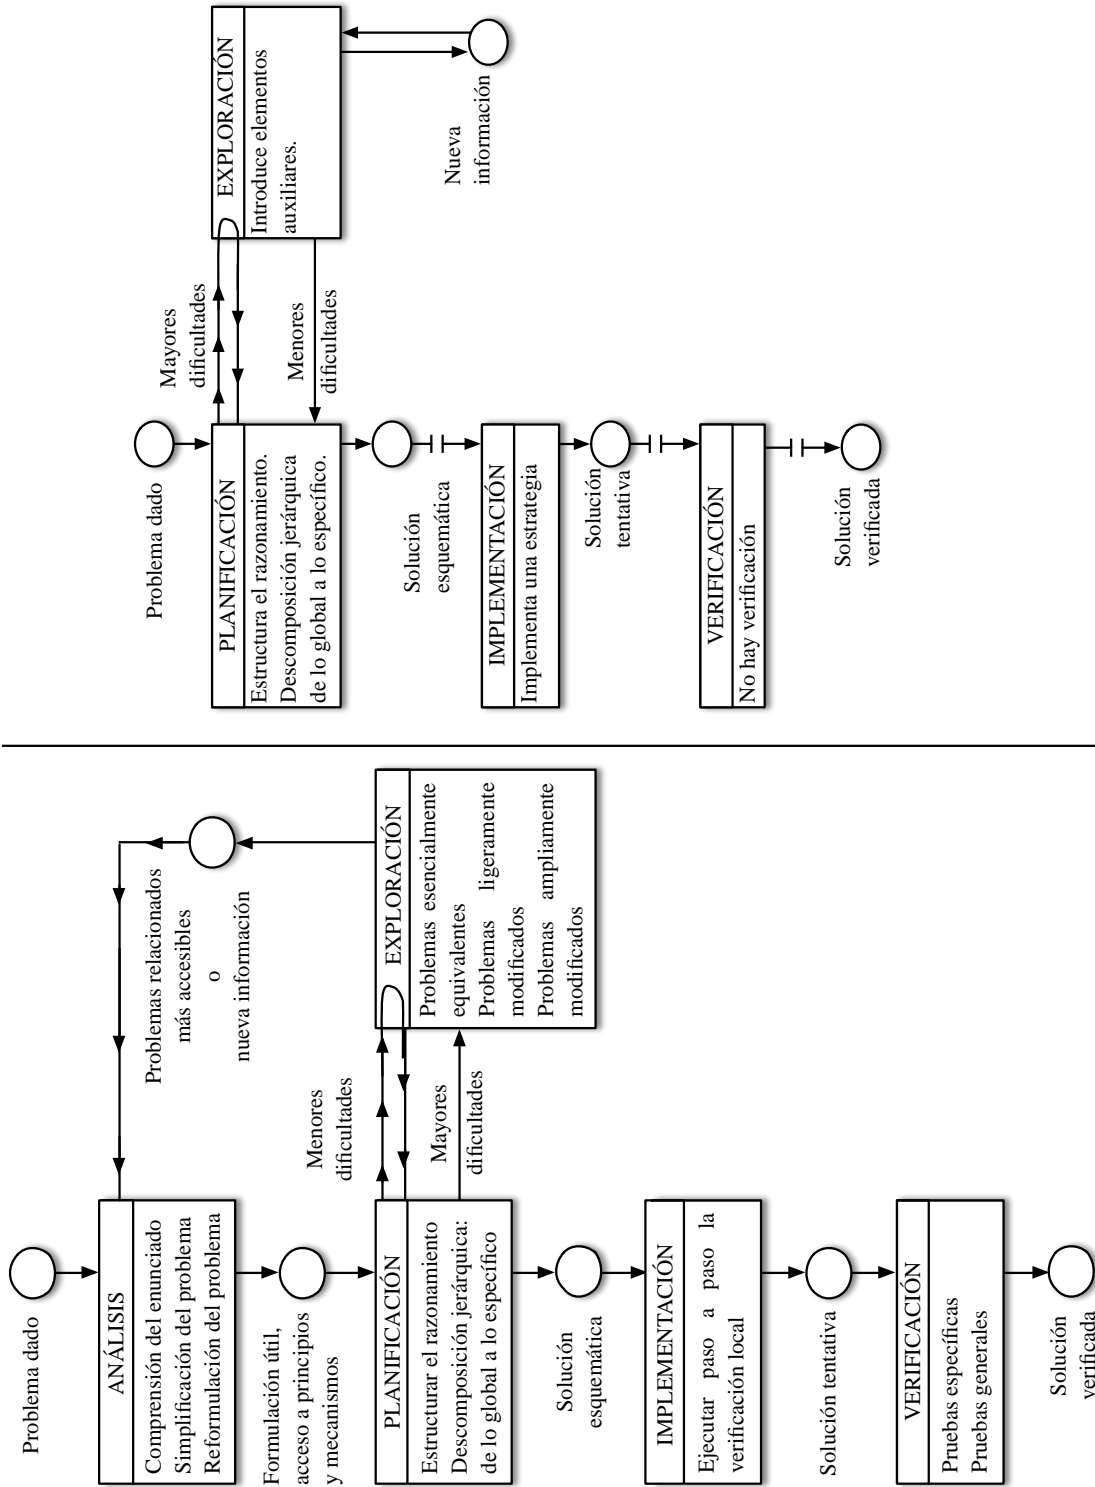 Problema dado
ANÁLISIS
Comprensión del enunciado
Simplificación del problema
Reformulación del problema
Formulación útil,
acceso a principios
y mecanismos
PLANIFICACIÓN
Estructurar el razonamiento
Descomposición jerárquica:
de lo global a lo específico
Menores
dificultades
Mayores
dificultades
Problemas relacionados
más accesibles
o
nueva información
EXPLORACIÓN
Problemas esencialmente
equivalentes
Problemas ligeramente
modificados
Problemas ampliamente
modificados
Solución
esquemática
IMPLEMENTACIÓN
Ejecutar paso a paso la
verificación local
Solución tentativa
VERIFICACIÓN
Pruebas específicas
Pruebas generales
Solución
verificada
Problema dado
PLANIFICACIÓN
Estructura el razonamiento.
Descomposición jerárquica
de lo global a lo específico.
Mayores
dificultades
Menores
dificultades
EXPLORACIÓN
Introduce elementos
auxiliares.
Nueva
información
Solución
esquemática
IMPLEMENTACIÓN
Implementa una estrategia
Solución
tentativa
VERIFICACIÓN
No hay verificación
Solución
verificada